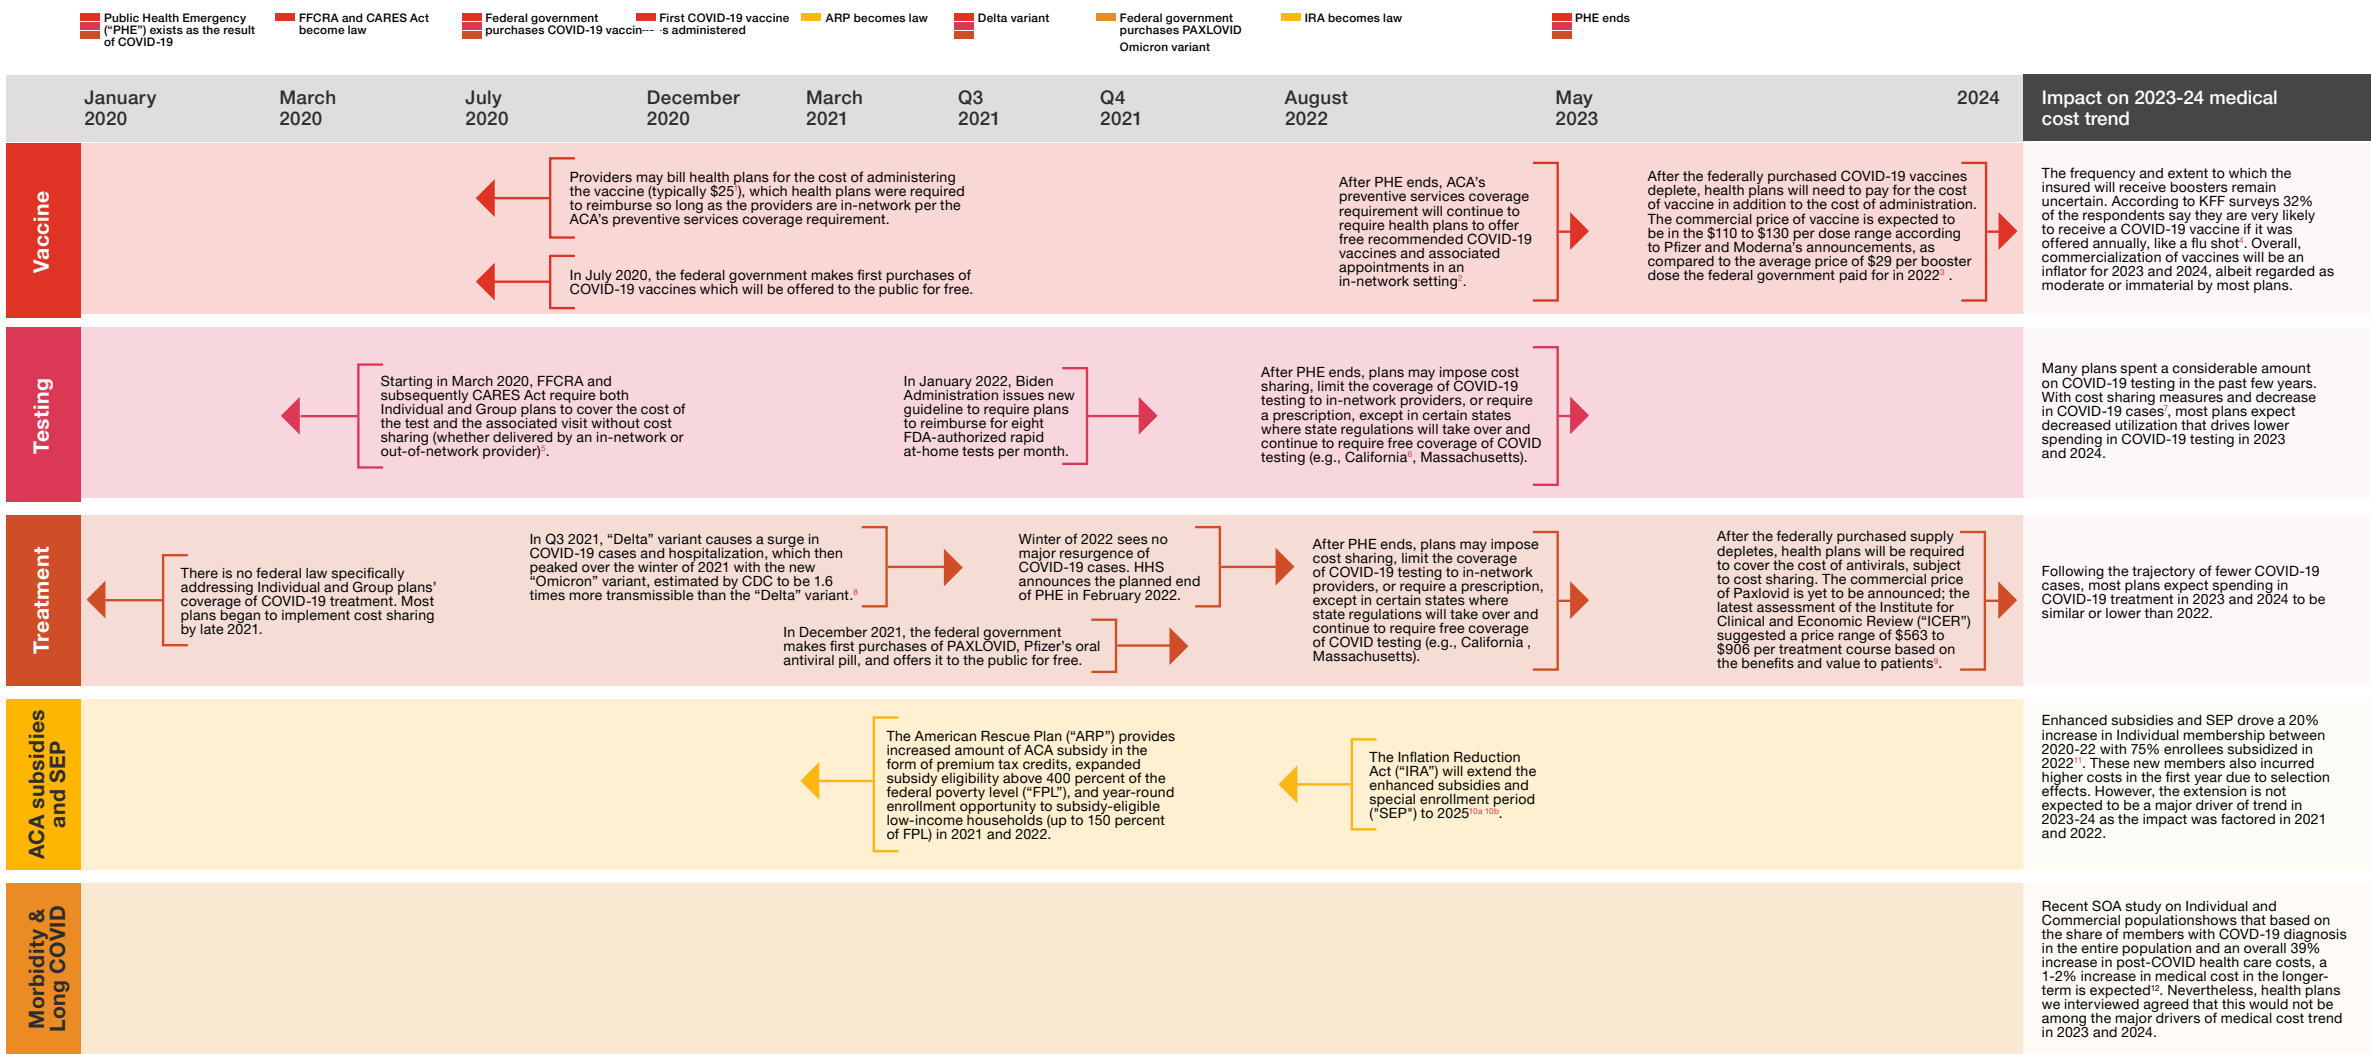 Public Health Emergency
(“PHE”) exists as the result
of COVID-19
FFCRA and CARES Act
become law
Federal government
purchases COVID-19 vaccin
First COVID-19 vaccine
s administered
ARP becomes law
Delta variant
Federal government
purchases PAXLOVID
Omicron variant
IRA becomes law
PHE ends
January
2020
March
2020
July
2020
December
2020
March
2021
Q3
2021
Q4
2021
August
2022
May
2023
2024
Impact on 2023-24 medical
cost trend
Vaccine
Providers may bill health plans for the cost of administering
the vaccine (typically $25¹), which health plans were required
to reimburse so long as the providers are in-network per the
ACA’s preventive services coverage requirement.
In July 2020, the federal government makes first purchases of
COVID-19 vaccines which will be offered to the public for free.
After PHE ends, ACA’s
preventive services coverage
requirement will continue to
require health plans to offer
free recommended COVID-19
vaccines and associated
appointments in an
in-network setting².
After the federally purchased COVID-19 vaccines
deplete, health plans will need to pay for the cost
of vaccine in addition to the cost of administration.
The commercial price of vaccine is expected to
be in the $110 to $130 per dose range according
to Pfizer and Moderna’s announcements, as
compared to the average price of $29 per booster
dose the federal government paid for in 2022³ .
The frequency and extent to which the
insured will receive boosters remain
uncertain. According to KFF surveys 32%
of the respondents say they are very likely
to receive a COVID-19 vaccine if it was
offered annually, like a flu shot⁴. Overall,
commercialization of vaccines will be an
inflator for 2023 and 2024, albeit regarded as
moderate or immaterial by most plans.
Testing
Starting in March 2020, FFCRA and
subsequently CARES Act require both
Individual and Group plans to cover the cost of
the test and the associated visit without cost
sharing (whether delivered by an in-network or
out-of-network provider)⁵.
In January 2022, Biden
Administration issues new
guideline to require plans
to reimburse for eight
FDA-authorized rapid
at-home tests per month.
After PHE ends, plans may impose cost
sharing, limit the coverage of COVID-19
testing to in-network providers, or require
a prescription, except in certain states
where state regulations will take over and
continue to require free coverage of COVID
testing (e.g., California⁶, Massachusetts).
Many plans spent a considerable amount
on COVID-19 testing in the past few years.
With cost sharing measures and decrease
in COVID-19 cases⁷, most plans expect
decreased utilization that drives lower
spending in COVID-19 testing in 2023
and 2024.
Treatment
There is no federal law specifically
addressing Individual and Group plans’
coverage of COVID-19 treatment. Most
plans began to implement cost sharing
by late 2021.
In Q3 2021, “Delta” variant causes a surge in
COVID-19 cases and hospitalization, which then
peaked over the winter of 2021 with the new
“Omicron” variant, estimated by CDC to be 1.6
times more transmissible than the “Delta” variant.⁸
In December 2021, the federal government
makes first purchases of PAXLOVID, Pfizer’s oral
antiviral pill, and offers it to the public for free.
Winter of 2022 sees no
major resurgence of
COVID-19 cases. HHS
announces the planned end
of PHE in February 2022.
After PHE ends, plans may impose
cost sharing, limit the coverage
of COVID-19 testing to in-network
providers, or require a prescription,
except in certain states where
state regulations will take over and
continue to require free coverage
of COVID testing (e.g., California ,
Massachusetts).
After the federally purchased supply
depletes, health plans will be required
to cover the cost of antivirals, subject
to cost sharing. The commercial price
of Paxlovid is yet to be announced; the
latest assessment of the Institute for
Clinical and Economic Review (“ICER”)
suggested a price range of $563 to
$906 per treatment course based on
the benefits and value to patients⁹.
Following the trajectory of fewer COVID-19
cases, most plans expect spending in
COVID-19 treatment in 2023 and 2024 to be
similar or lower than 2022.
ACA subsidies
and SEP
The American Rescue Plan (“ARP”) provides
increased amount of ACA subsidy in the
form of premium tax credits, expanded
subsidy eligibility above 400 percent of the
federal poverty level (“FPL”), and year-round
enrollment opportunity to subsidy-eligible
low-income households (up to 150 percent
of FPL) in 2021 and 2022.
The Inflation Reduction
Act (“IRA”) will extend the
enhanced subsidies and
special enrollment period
("SEP") to 2025¹⁰ᵃ ¹⁰ᵇ.
Enhanced subsidies and SEP drove a 20%
increase in Individual membership between
2020-22 with 75% enrollees subsidized in
2022¹¹. These new members also incurred
higher costs in the first year due to selection
effects. However, the extension is not
expected to be a major driver of trend in
2023-24 as the impact was factored in 2021
and 2022.
Morbidity &
Long COVID
Recent SOA study on Individual and
Commercial populationshows that based on
the share of members with COVD-19 diagnosis
in the entire population and an overall 39%
increase in post-COVID health care costs, a
1-2% increase in medical cost in the longer-
term is expected¹². Nevertheless, health plans
we interviewed agreed that this would not be
among the major drivers of medical cost trend
in 2023 and 2024.